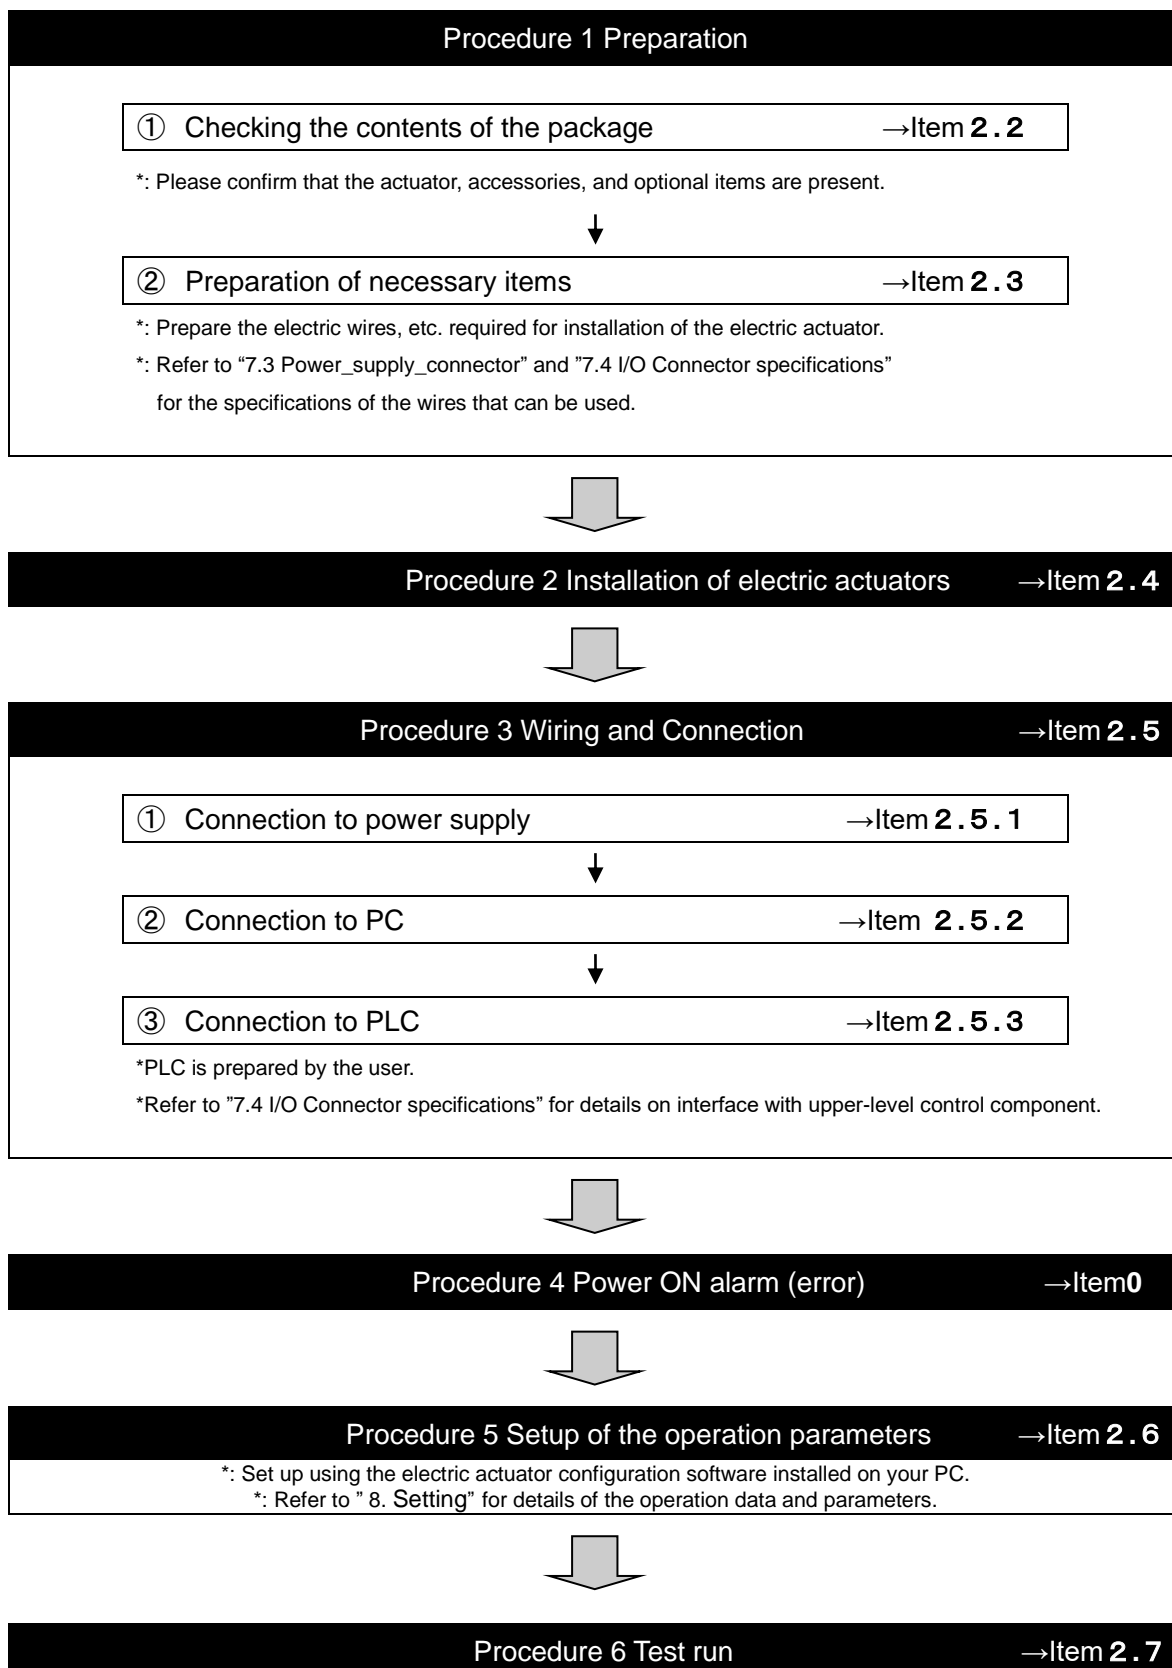 Procedure 1 Preparation
① Checking the contents of the package →Item 2.2
*: Please confirm that the actuator, accessories, and optional items are present.
② Preparation of necessary items →Item 2.3
*: Prepare the electric wires, etc. required for installation of the electric actuator.
*: Refer to “7.3 Power_supply_connector” and ”7.4 I/O Connector specifications”
for the specifications of the wires that can be used.
Procedure 2 Installation of electric actuators →Item 2.4
Procedure 3 Wiring and Connection →Item 2.5
① Connection to power supply →Item 2.5.1
② Connection to PC →Item 2.5.2
③ Connection to PLC →Item 2.5.3
*PLC is prepared by the user.
*Refer to ”7.4 I/O Connector specifications” for details on interface with upper-level control component.
Procedure 4 Power ON alarm (error) →Item0
Procedure 5 Setup of the operation parameters →Item 2.6
*: Set up using the electric actuator configuration software installed on your PC.
*: Refer to ” 8. Setting” for details of the operation data and parameters.
Procedure 6 Test run →Item 2.7